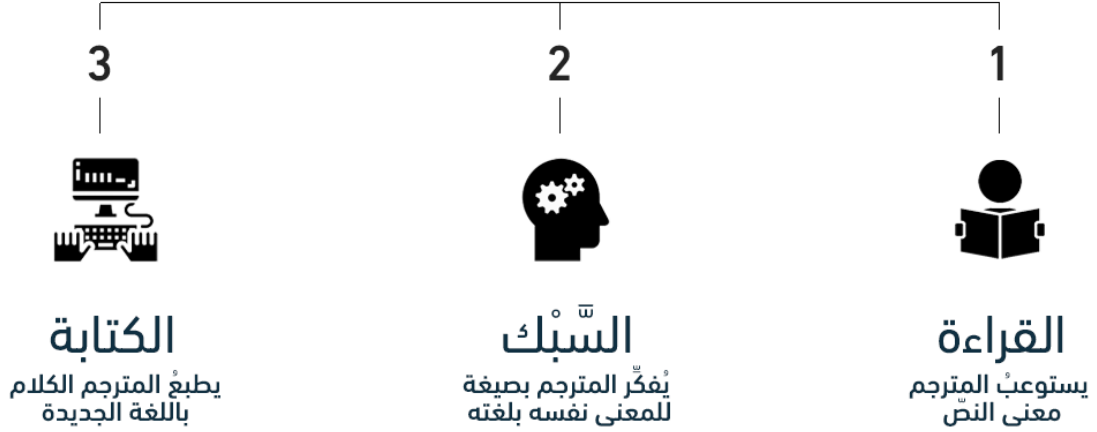 1
القراءة
يستوعبُ المترجم
معنى النصّ
2
السَّبْك
يُفكِّر المترجم بصيغة
للمعنى نفسه بلغته
3
الكتابة
يطبعُ المترجم الكلام
باللغة الجديدة